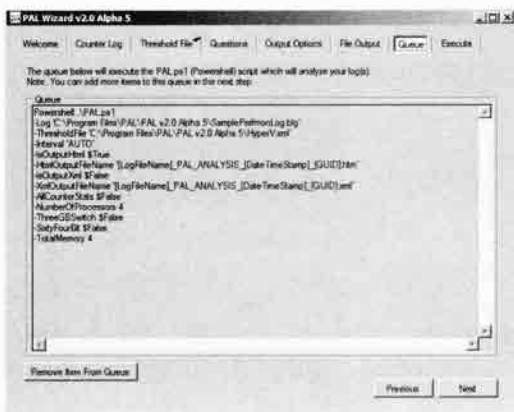 PAL Wizard v2.0 Alpha 5
Welcome Counter Log Threshold File Questions Output Options File Output Queue Execute
The queue below will execute the PAL.ps1 (Powershell) script which will analyze your log(s).
Note: You can add more items to this queue in the next step.
Queue
Powershell .\PAL.ps1
-Log 'C:\Program Files\PAL\PAL v2.0 Alpha 5\SamplePerfmonLog.blg'
-ThresholdFile 'C:\Program Files\PAL\PAL v2.0 Alpha 5\HyperV.xml'
-Interval 'AUTO'
-IsOutputHtml $True
-HtmlOutputFileName '[LogFileName]_PAL_ANALYSIS_[DateTimeStamp]_[GUID].htm'
-IsOutputXml $False
-XmlOutputFileName '[LogFileName]_PAL_ANALYSIS_[DateTimeStamp]_[GUID].xml'
-AllCounterStats $False
-NumberOfProcessors 4
-ThreeGBSwitch $False
-SixtyFourBit $False
-TotalMemory 4
Remove Item From Queue
Previous Next